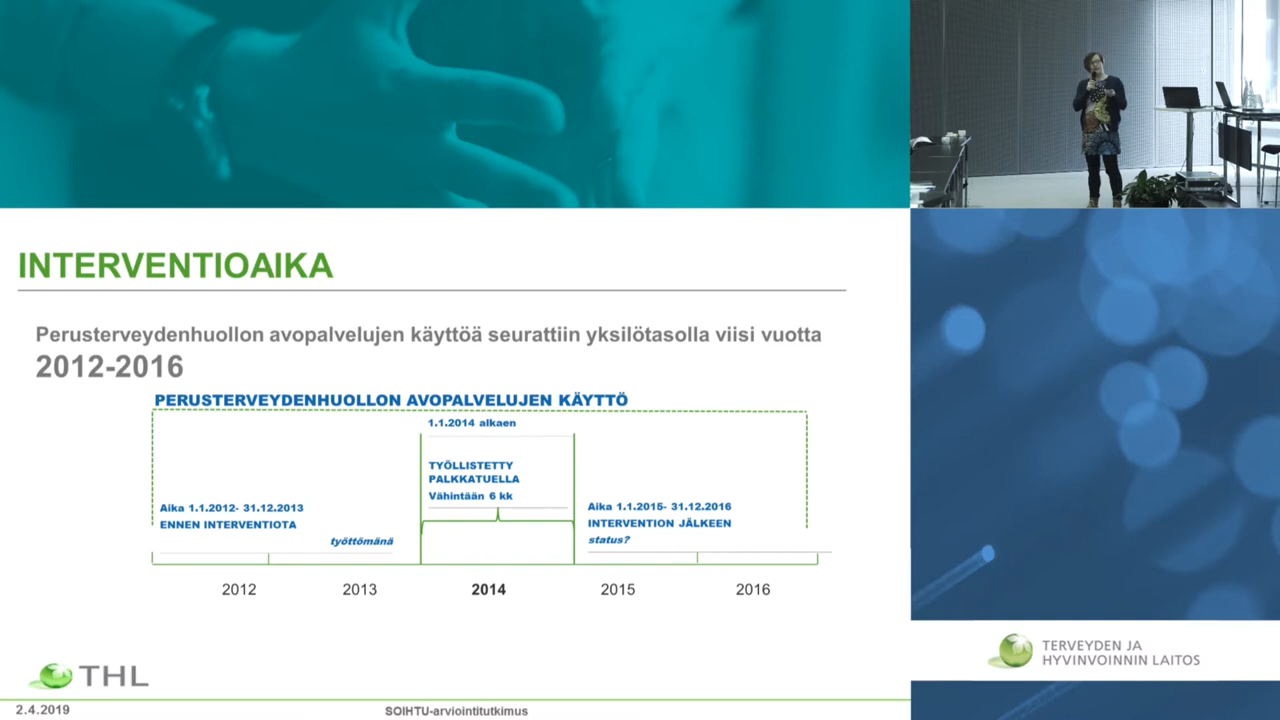 INTERVENTIOAIKA
Perusterveydenhuollon avopalvelujen käyttöä seurattiin yksilötasolla viisi vuotta
2012-2016
PERUSTERVEYDENHUOLLON AVOPALVELUJEN KÄYTTÖ
1.1.2014 alkaen
TYÖLLISTETTY
PALKKATUELLA
Vähintään 6 kk
Aika 1.1.2012- 31.12.2013
ENNEN INTERVENTIOTA
työttömänä
Aika 1.1.2015- 31.12.2016
INTERVENTION JÄLKEEN
status?
2012 2013 2014 2015 2016
THL
2.4.2019
SOIHTU-arviointitutkimus
TERVEYDEN JA
HYVINVOINNIN LAITOS